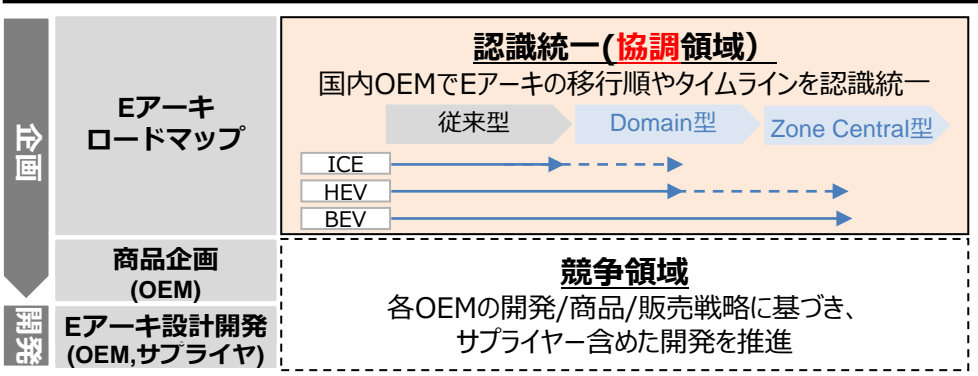 企画
Eアーキ
ロードマップ
認識統一(協調領域）
国内OEMでEアーキの移行順やタイムラインを認識統一
従来型
Domain型
Zone Central型
ICE
HEV
BEV
商品企画
(OEM)
競争領域
各OEMの開発/商品/販売戦略に基づき、
サプライヤー含めた開発を推進
開発
Eアーキ設計開発
(OEM,サプライヤ)